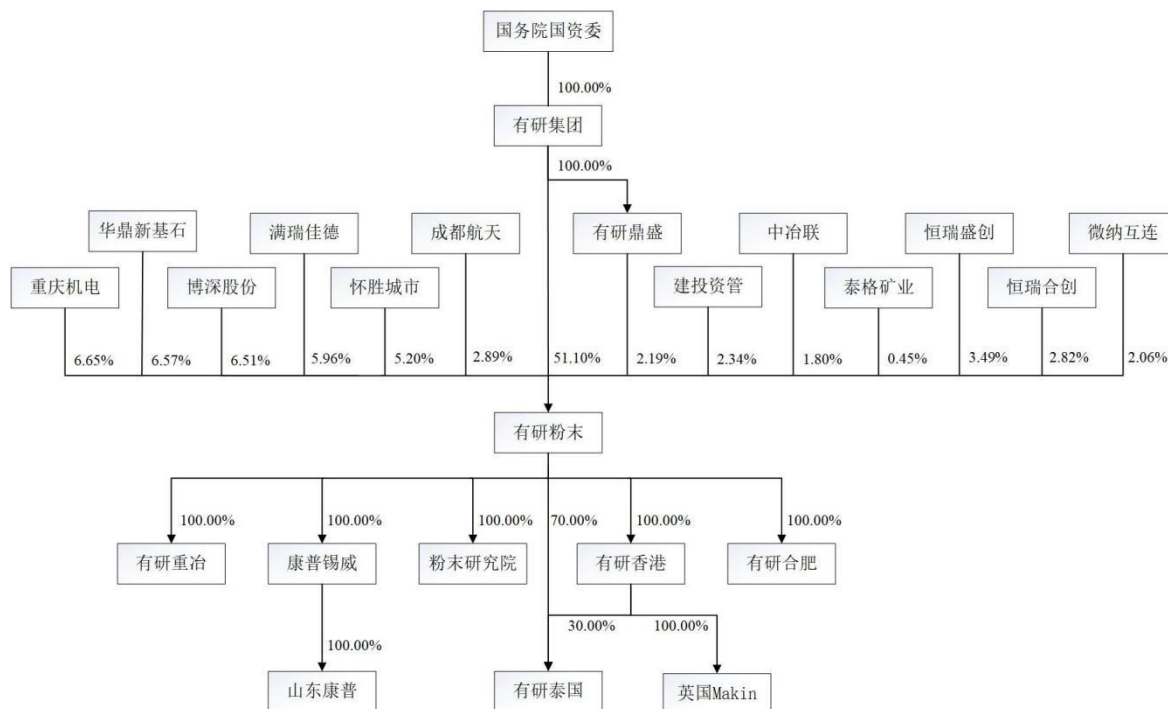 国务院国资委
100.00%
有研集团
100.00%
华鼎新基石
满瑞佳德
成都航天
有研鼎盛
中冶联
恒瑞盛创
微纳互连
重庆机电
博深股份
怀胜城市
建投资管
泰格矿业
恒瑞合创
6.65%
6.57%
6.51%
5.96%
5.20%
2.89%
51.10%
2.19%
2.34%
1.80%
0.45%
3.49%
2.82%
2.06%
有研粉末
100.00%
100.00%
100.00%
70.00%
100.00%
100.00%
有研重冶
康普锡威
粉末研究院
有研香港
有研合肥
30.00%
100.00%
100.00%
山东康普
有研泰国
英国Makin